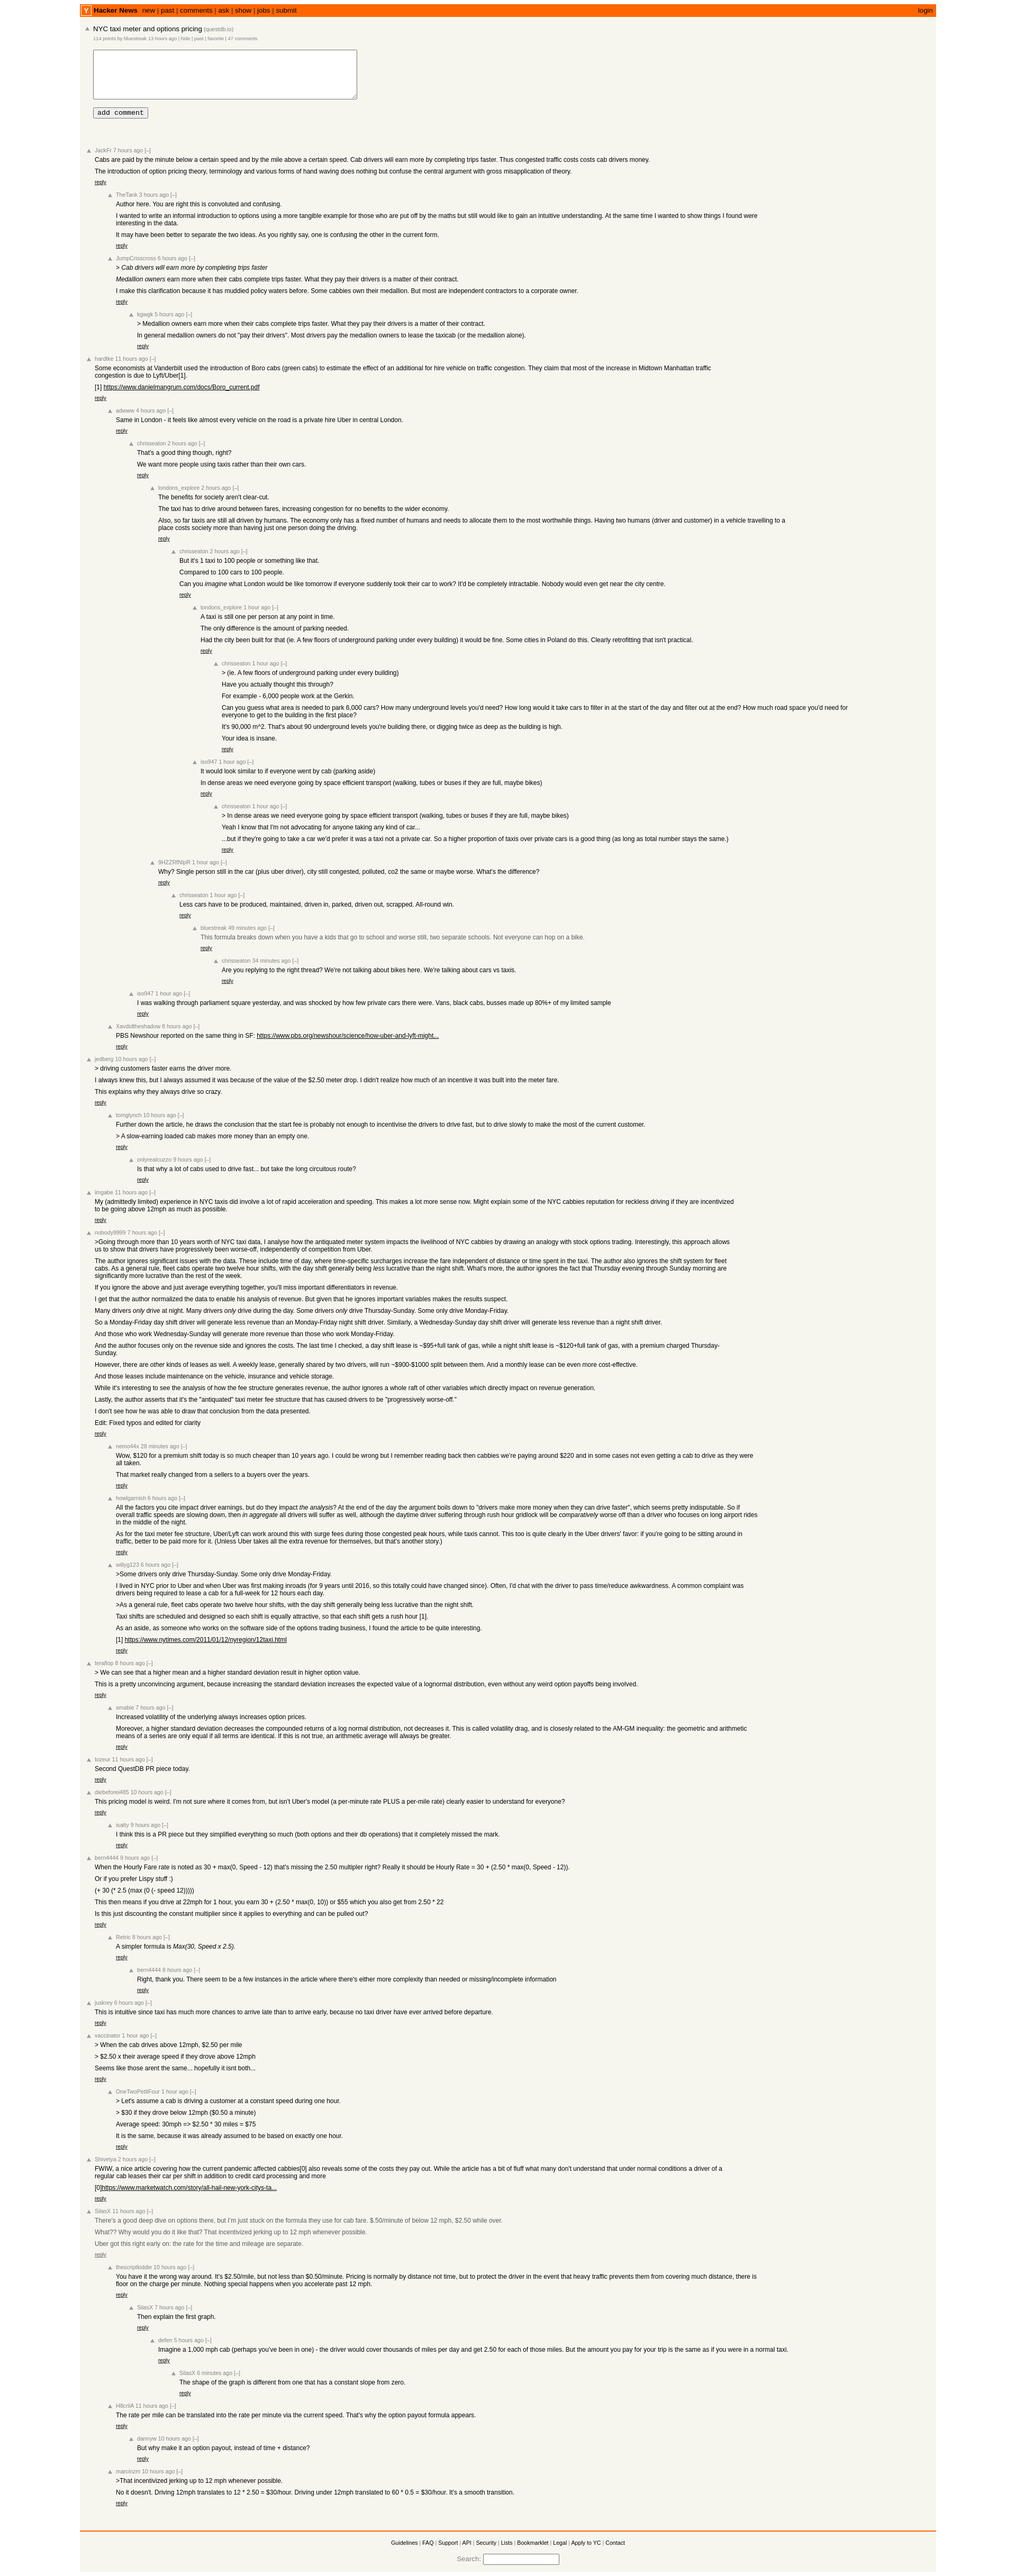 Y Hacker News new | past | comments | ask | show | jobs | submit login
NYC taxi meter and options pricing (questdb.io)
114 points by bluestreak 13 hours ago | hide | past | favorite | 47 comments
add comment
JackFr 7 hours ago [–]
Cabs are paid by the minute below a certain speed and by the mile above a certain speed. Cab drivers will earn more by completing trips faster. Thus congested traffic costs costs cab drivers money.
The introduction of option pricing theory, terminology and various forms of hand waving does nothing but confuse the central argument with gross misapplication of theory.
reply
TheTank 3 hours ago [–]
Author here. You are right this is convoluted and confusing.
I wanted to write an informal introduction to options using a more tangible example for those who are put off by the maths but still would like to gain an intuitive understanding. At the same time I wanted to show things I found were
interesting in the data.
It may have been better to separate the two ideas. As you rightly say, one is confusing the other in the current form.
reply
JumpCrisscross 6 hours ago [–]
> Cab drivers will earn more by completing trips faster
Medallion owners earn more when their cabs complete trips faster. What they pay their drivers is a matter of their contract.
I make this clarification because it has muddied policy waters before. Some cabbies own their medallion. But most are independent contractors to a corporate owner.
reply
kgwgk 5 hours ago [–]
> Medallion owners earn more when their cabs complete trips faster. What they pay their drivers is a matter of their contract.
In general medallion owners do not "pay their drivers". Most drivers pay the medallion owners to lease the taxicab (or the medallion alone).
reply
hardtke 11 hours ago [–]
Some economists at Vanderbilt used the introduction of Boro cabs (green cabs) to estimate the effect of an additional for hire vehicle on traffic congestion. They claim that most of the increase in Midtown Manhattan traffic
congestion is due to Lyft/Uber[1].
[1] https://www.danielmangrum.com/docs/Boro_current.pdf
reply
adwww 4 hours ago [–]
Same in London - it feels like almost every vehicle on the road is a private hire Uber in central London.
reply
chrisseaton 2 hours ago [–]
That's a good thing though, right?
We want more people using taxis rather than their own cars.
reply
londons_explore 2 hours ago [–]
The benefits for society aren't clear-cut.
The taxi has to drive around between fares, increasing congestion for no benefits to the wider economy.
Also, so far taxis are still all driven by humans. The economy only has a fixed number of humans and needs to allocate them to the most worthwhile things. Having two humans (driver and customer) in a vehicle travelling to a
place costs society more than having just one person doing the driving.
reply
chrisseaton 2 hours ago [–]
But it's 1 taxi to 100 people or something like that.
Compared to 100 cars to 100 people.
Can you imagine what London would be like tomorrow if everyone suddenly took their car to work? It'd be completely intractable. Nobody would even get near the city centre.
reply
londons_explore 1 hour ago [–]
A taxi is still one per person at any point in time.
The only difference is the amount of parking needed.
Had the city been built for that (ie. A few floors of underground parking under every building) it would be fine. Some cities in Poland do this. Clearly retrofitting that isn't practical.
reply
chrisseaton 1 hour ago [–]
> (ie. A few floors of underground parking under every building)
Have you actually thought this through?
For example - 6,000 people work at the Gerkin.
Can you guess what area is needed to park 6,000 cars? How many underground levels you'd need? How long would it take cars to filter in at the start of the day and filter out at the end? How much road space you'd need for
everyone to get to the building in the first place?
It's 90,000 m^2. That's about 90 underground levels you're building there, or digging twice as deep as the building is high.
Your idea is insane.
reply
iso947 1 hour ago [–]
It would look similar to if everyone went by cab (parking aside)
In dense areas we need everyone going by space efficient transport (walking, tubes or buses if they are full, maybe bikes)
reply
chrisseaton 1 hour ago [–]
> In dense areas we need everyone going by space efficient transport (walking, tubes or buses if they are full, maybe bikes)
Yeah I know that I'm not advocating for anyone taking any kind of car...
...but if they're going to take a car we'd prefer it was a taxi not a private car. So a higher proportion of taxis over private cars is a good thing (as long as total number stays the same.)
reply
9HZZRfNlpR 1 hour ago [–]
Why? Single person still in the car (plus uber driver), city still congested, polluted, co2 the same or maybe worse. What's the difference?
reply
chrisseaton 1 hour ago [–]
Less cars have to be produced, maintained, driven in, parked, driven out, scrapped. All-round win.
reply
bluestreak 49 minutes ago [–]
This formula breaks down when you have a kids that go to school and worse still, two separate schools. Not everyone can hop on a bike.
reply
chrisseaton 34 minutes ago [–]
Are you replying to the right thread? We're not talking about bikes here. We're talking about cars vs taxis.
reply
iso947 1 hour ago [–]
I was walking through parliament square yesterday, and was shocked by how few private cars there were. Vans, black cabs, busses made up 80%+ of my limited sample
reply
Xavdidtheshadow 6 hours ago [–]
PBS Newshour reported on the same thing in SF: https://www.pbs.org/newshour/science/how-uber-and-lyft-might...
reply
jedberg 10 hours ago [–]
> driving customers faster earns the driver more.
I always knew this, but I always assumed it was because of the value of the $2.50 meter drop. I didn't realize how much of an incentive it was built into the meter fare.
This explains why they always drive so crazy.
reply
tomglynch 10 hours ago [–]
Further down the article, he draws the conclusion that the start fee is probably not enough to incentivise the drivers to drive fast, but to drive slowly to make the most of the current customer.
> A slow-earning loaded cab makes more money than an empty one.
reply
onlyrealcuzzo 9 hours ago [–]
Is that why a lot of cabs used to drive fast... but take the long circuitous route?
reply
imgabe 11 hours ago [–]
My (admittedly limited) experience in NYC taxis did involve a lot of rapid acceleration and speeding. This makes a lot more sense now. Might explain some of the NYC cabbies reputation for reckless driving if they are incentivized
to be going above 12mph as much as possible.
reply
nobody9999 7 hours ago [–]
>Going through more than 10 years worth of NYC taxi data, I analyse how the antiquated meter system impacts the livelihood of NYC cabbies by drawing an analogy with stock options trading. Interestingly, this approach allows
us to show that drivers have progressively been worse-off, independently of competition from Uber.
The author ignores significant issues with the data. These include time of day, where time-specific surcharges increase the fare independent of distance or time spent in the taxi. The author also ignores the shift system for fleet
cabs. As a general rule, fleet cabs operate two twelve hour shifts, with the day shift generally being less lucrative than the night shift. What's more, the author ignores the fact that Thursday evening through Sunday morning are
significantly more lucrative than the rest of the week.
If you ignore the above and just average everything together, you'll miss important differentiators in revenue.
I get that the author normalized the data to enable his analysis of revenue. But given that he ignores important variables makes the results suspect.
Many drivers only drive at night. Many drivers only drive during the day. Some drivers only drive Thursday-Sunday. Some only drive Monday-Friday.
So a Monday-Friday day shift driver will generate less revenue than an Monday-Friday night shift driver. Similarly, a Wednesday-Sunday day shift driver will generate less revenue than a night shift driver.
And those who work Wednesday-Sunday will generate more revenue than those who work Monday-Friday.
And the author focuses only on the revenue side and ignores the costs. The last time I checked, a day shift lease is ~$95+full tank of gas, while a night shift lease is ~$120+full tank of gas, with a premium charged Thursday-
Sunday.
However, there are other kinds of leases as well. A weekly lease, generally shared by two drivers, will run ~$900-$1000 split between them. And a monthly lease can be even more cost-effective.
And those leases include maintenance on the vehicle, insurance and vehicle storage.
While it's interesting to see the analysis of how the fee structure generates revenue, the author ignores a whole raft of other variables which directly impact on revenue generation.
Lastly, the author asserts that it's the "antiquated" taxi meter fee structure that has caused drivers to be "progressively worse-off."
I don't see how he was able to draw that conclusion from the data presented.
Edit: Fixed typos and edited for clarity
reply
nemo44x 28 minutes ago [–]
Wow, $120 for a premium shift today is so much cheaper than 10 years ago. I could be wrong but I remember reading back then cabbies we're paying around $220 and in some cases not even getting a cab to drive as they were
all taken.
That market really changed from a sellers to a buyers over the years.
reply
howlgarnish 6 hours ago [–]
All the factors you cite impact driver earnings, but do they impact the analysis? At the end of the day the argument boils down to "drivers make more money when they can drive faster", which seems pretty indisputable. So if
overall traffic speeds are slowing down, then in aggregate all drivers will suffer as well, although the daytime driver suffering through rush hour gridlock will be comparatively worse off than a driver who focuses on long airport rides
in the middle of the night.
As for the taxi meter fee structure, Uber/Lyft can work around this with surge fees during those congested peak hours, while taxis cannot. This too is quite clearly in the Uber drivers' favor: if you're going to be sitting around in
traffic, better to be paid more for it. (Unless Uber takes all the extra revenue for themselves, but that's another story.)
reply
willyg123 6 hours ago [–]
>Some drivers only drive Thursday-Sunday. Some only drive Monday-Friday.
I lived in NYC prior to Uber and when Uber was first making inroads (for 9 years until 2016, so this totally could have changed since). Often, I'd chat with the driver to pass time/reduce awkwardness. A common complaint was
drivers being required to lease a cab for a full-week for 12 hours each day.
>As a general rule, fleet cabs operate two twelve hour shifts, with the day shift generally being less lucrative than the night shift.
Taxi shifts are scheduled and designed so each shift is equally attractive, so that each shift gets a rush hour [1].
As an aside, as someone who works on the software side of the options trading business, I found the article to be quite interesting.
[1] https://www.nytimes.com/2011/01/12/nyregion/12taxi.html
reply
teraflop 8 hours ago [–]
> We can see that a higher mean and a higher standard deviation result in higher option value.
This is a pretty unconvincing argument, because increasing the standard deviation increases the expected value of a lognormal distribution, even without any weird option payoffs being involved.
reply
smabie 7 hours ago [–]
Increased volatility of the underlying always increases option prices.
Moreover, a higher standard deviation decreases the compounded returns of a log normal distribution, not decreases it. This is called volatility drag, and is closesly related to the AM-GM inequality: the geometric and arithmetic
means of a series are only equal if all terms are identical. If this is not true, an arithmetic average will always be greater.
reply
tozeur 11 hours ago [–]
Second QuestDB PR piece today.
reply
diebeforei485 10 hours ago [–]
This pricing model is weird. I'm not sure where it comes from, but isn't Uber's model (a per-minute rate PLUS a per-mile rate) clearly easier to understand for everyone?
reply
isatty 9 hours ago [–]
I think this is a PR piece but they simplified everything so much (both options and their db operations) that it completely missed the mark.
reply
bern4444 9 hours ago [–]
When the Hourly Fare rate is noted as 30 + max(0, Speed - 12) that's missing the 2.50 multipler right? Really it should be Hourly Rate = 30 + (2.50 * max(0, Speed - 12)).
Or if you prefer Lispy stuff :)
(+ 30 (* 2.5 (max (0 (- speed 12)))))
This then means if you drive at 22mph for 1 hour, you earn 30 + (2.50 * max(0, 10)) or $55 which you also get from 2.50 * 22
Is this just discounting the constant multiplier since it applies to everything and can be pulled out?
reply
Retric 8 hours ago [–]
A simpler formula is Max(30, Speed x 2.5).
reply
bern4444 8 hours ago [–]
Right, thank you. There seem to be a few instances in the article where there's either more complexity than needed or missing/incomplete information
reply
juskrey 6 hours ago [–]
This is intuitive since taxi has much more chances to arrive late than to arrive early, because no taxi driver have ever arrived before departure.
reply
vaccinator 1 hour ago [–]
> When the cab drives above 12mph, $2.50 per mile
> $2.50 x their average speed if they drove above 12mph
Seems like those arent the same... hopefully it isnt both...
reply
OneTwoPetitFour 1 hour ago [–]
> Let's assume a cab is driving a customer at a constant speed during one hour.
> $30 if they drove below 12mph ($0.50 a minute)
Average speed: 30mph => $2.50 * 30 miles = $75
It is the same, because it was already assumed to be based on exactly one hour.
reply
Shivetya 2 hours ago [–]
FWIW, a nice article covering how the current pandemic affected cabbies[0] also reveals some of the costs they pay out. While the article has a bit of fluff what many don't understand that under normal conditions a driver of a
regular cab leases their car per shift in addition to credit card processing and more
[0]https://www.marketwatch.com/story/all-hail-new-york-citys-ta...
reply
SilasX 11 hours ago [–]
There's a good deep dive on options there, but I'm just stuck on the formula they use for cab fare. $.50/minute of below 12 mph, $2.50 while over.
What?? Why would you do it like that? That incentivized jerking up to 12 mph whenever possible.
Uber got this right early on: the rate for the time and mileage are separate.
reply
thescriptkiddie 10 hours ago [–]
You have it the wrong way around. It's $2.50/mile, but not less than $0.50/minute. Pricing is normally by distance not time, but to protect the driver in the event that heavy traffic prevents them from covering much distance, there is
floor on the charge per minute. Nothing special happens when you accelerate past 12 mph.
reply
SilasX 7 hours ago [–]
Then explain the first graph.
reply
defen 5 hours ago [–]
Imagine a 1,000 mph cab (perhaps you've been in one) - the driver would cover thousands of miles per day and get 2.50 for each of those miles. But the amount you pay for your trip is the same as if you were in a normal taxi.
reply
SilasX 6 minutes ago [–]
The shape of the graph is different from one that has a constant slope from zero.
reply
H8crilA 11 hours ago [–]
The rate per mile can be translated into the rate per minute via the current speed. That's why the option payout formula appears.
reply
dannyw 10 hours ago [–]
But why make it an option payout, instead of time + distance?
reply
marcinzm 10 hours ago [–]
>That incentivized jerking up to 12 mph whenever possible.
No it doesn't. Driving 12mph translates to 12 * 2.50 = $30/hour. Driving under 12mph translated to 60 * 0.5 = $30/hour. It's a smooth transition.
reply
Guidelines | FAQ | Support | API | Security | Lists | Bookmarklet | Legal | Apply to YC | Contact
Search: